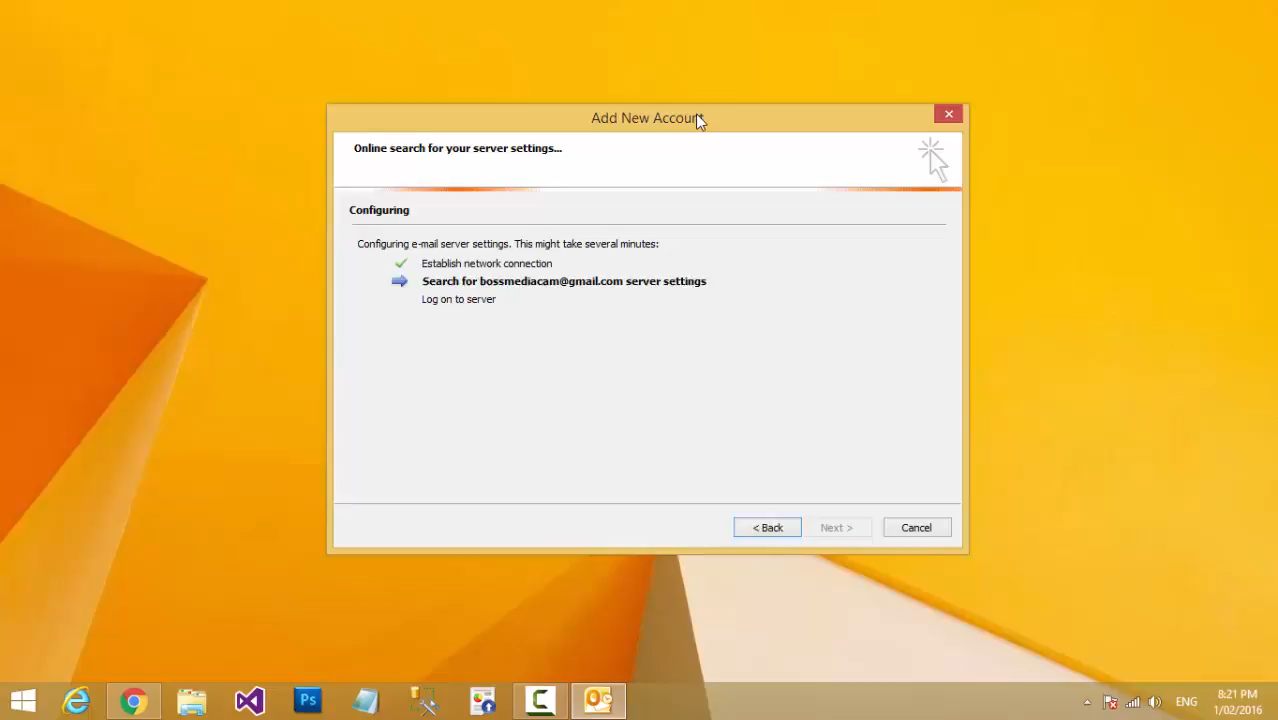 Add New Account
Online search for your server settings...
Configuring
Configuring e-mail server settings. This might take several minutes:
Establish network connection
Search for bossmediacam@gmail.com server settings
Log on to server
< Back
Next >
Cancel
Ps
ENG
8:21 PM
1/02/2016